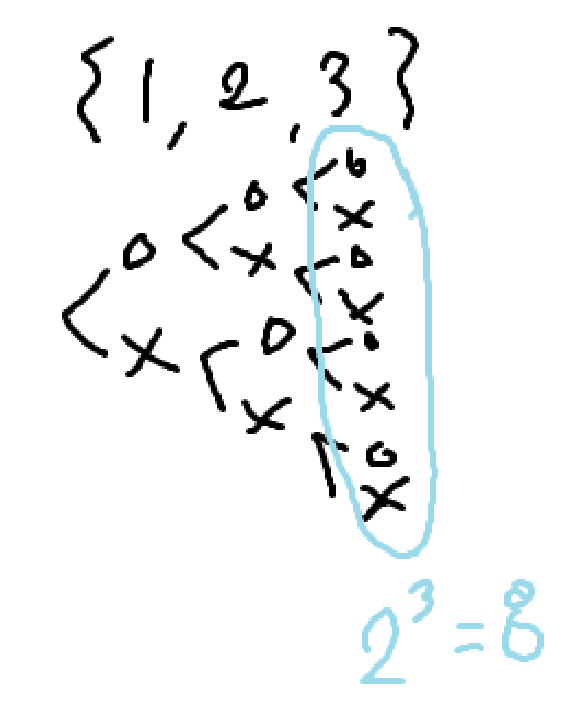 {1, 2, 3}
O < O < O
X
X < O
X
X < O < O
X
X < O
X
2³ = 8